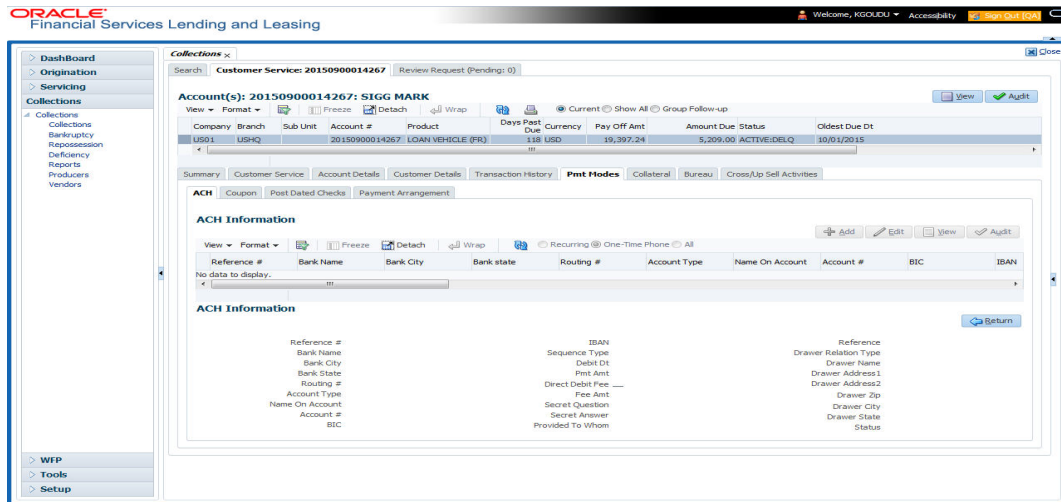 ORACLE®
Financial Services Lending and Leasing
Welcome, KGOUDU Accessibility Sign Out (QA)
Close
DashBoard
Origination
Servicing
Collections
Collections
Collections
Bankruptcy
Repossession
Deficiency
Reports
Producers
Vendors
WFP
Tools
Setup
Collections
Search Customer Service: 20150900014267 Review Request (Pending: 0)
Account(s): 20150900014267: SIGG MARK
View Audit
View Format Freeze Detach Wrap Current Show All Group Follow-up
Company Branch Sub Unit Account # Product Days Past Due Currency Pay Off Amt Amount Due Status Oldest Due Dt
US01 USHQ 20150900014267 LOAN VEHICLE (FR) 118 USD 19,397.24 5,209.00 ACTIVE:DELQ 10/01/2015
Summary Customer Service Account Details Customer Details Transaction History Pmt Modes Collateral Bureau Cross/Up Sell Activities
ACH Coupon Post Dated Checks Payment Arrangement
ACH Information
Add Edit View Audit
View Format Freeze Detach Wrap Recurring One-Time Phone All
Reference # Bank Name Bank City Bank state Routing # Account Type Name On Account Account # BIC IBAN
No data to display.
ACH Information
Return
Reference # IBAN Reference
Bank Name Sequence Type Drawer Relation Type
Bank City Debit Dt Drawer Name
Bank State Pmt Amt Drawer Address1
Routing # Direct Debit Fee Drawer Address2
Account Type Fee Amt Drawer Zip
Name On Account Secret Question Drawer City
Account # Secret Answer Drawer State
BIC Provided To Whom Status